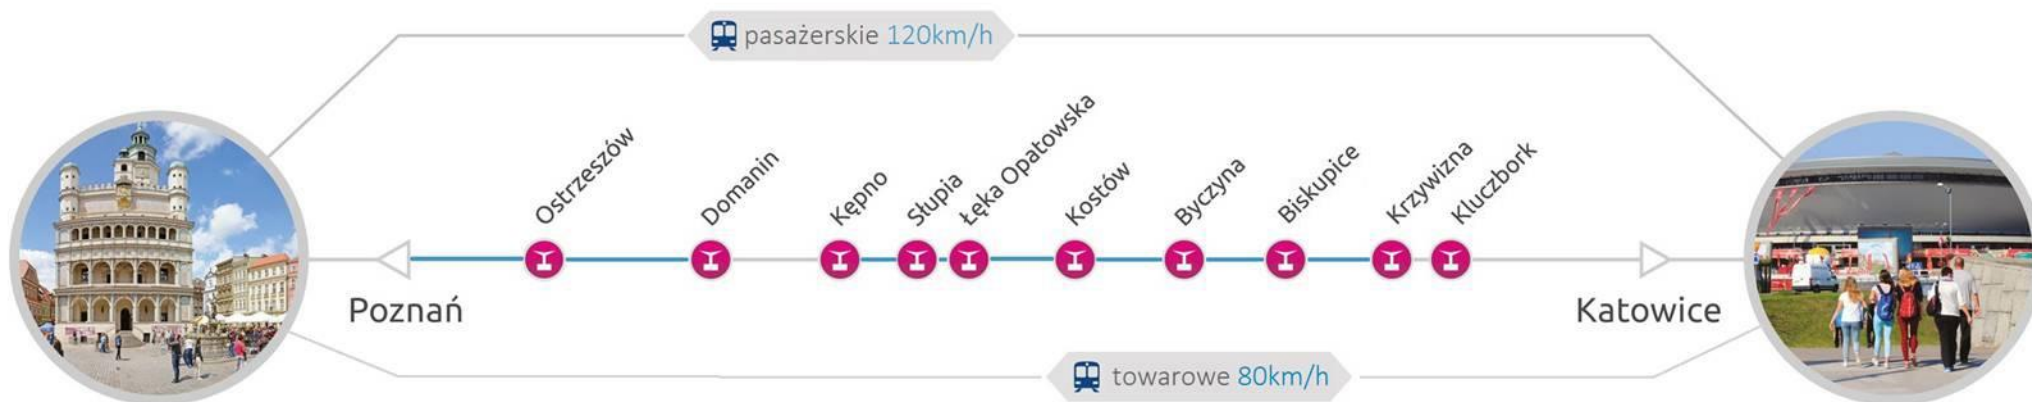 pasażerskie 120km/h
Ostrzeszów
Domanin
Kępno
Słupia
Łęka Opatowska
Kostów
Byczyna
Biskupice
Krzywizna
Kluczbork
Poznań
Katowice
towarowe 80km/h